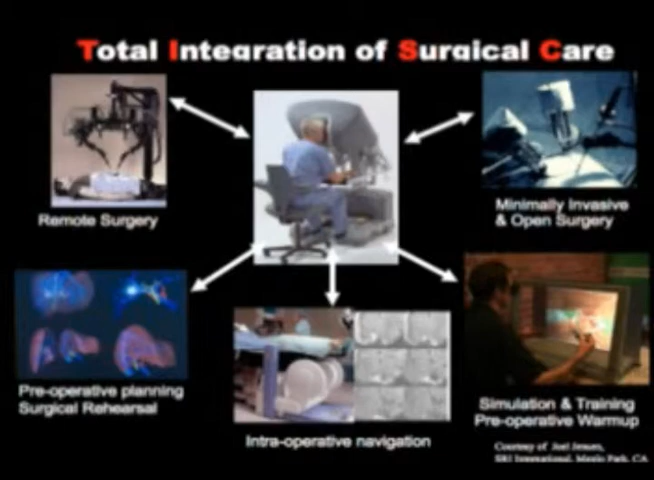 Total Integration of Surgical Care
Remote Surgery
Minimally Invasive
& Open Surgery
Pre-operative planning
Surgical Rehearsal
Simulation & Training
Pre-operative Warmup
Intra-operative navigation
Courtesy of Joel Jensen,
SRI International, Menlo Park, CA